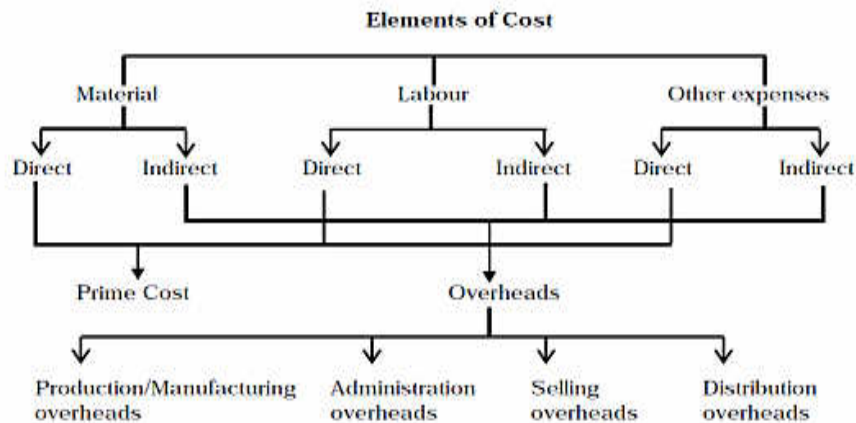 Elements of Cost
Material Labour Other expenses
Direct Indirect Direct Indirect Direct Indirect
Prime Cost Overheads
Production/Manufacturing Administration Selling Distribution
overheads overheads overheads overheads